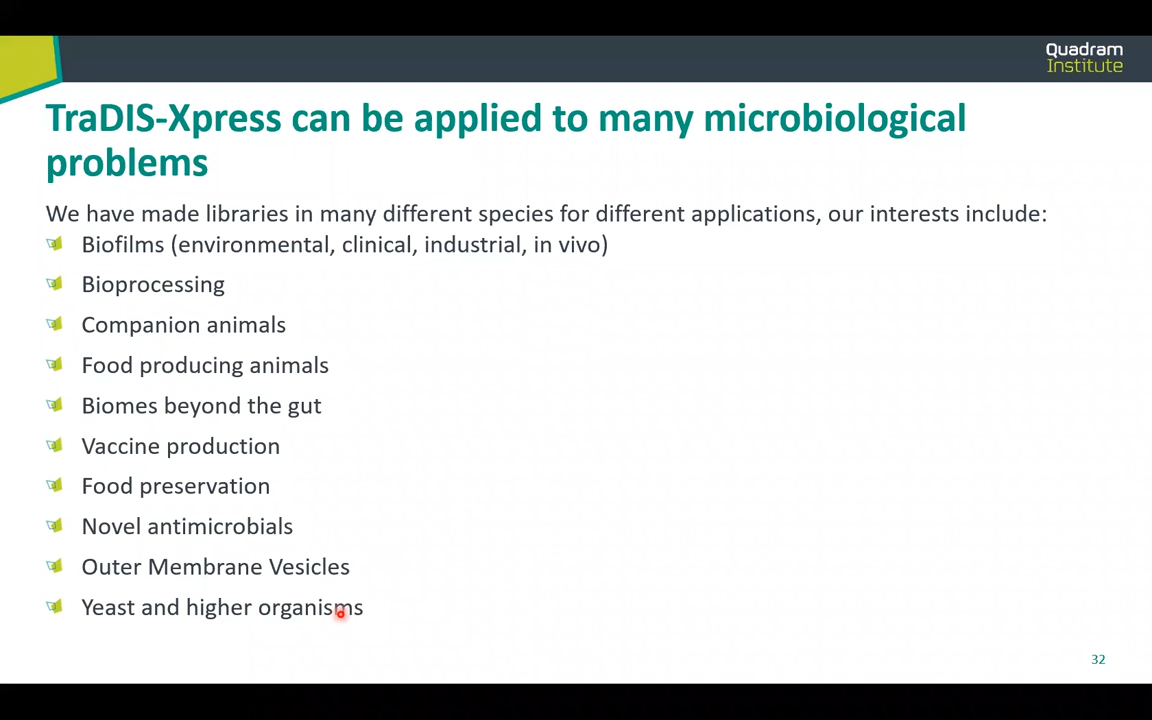 Quadram
Institute
TraDIS-Xpress can be applied to many microbiological
problems
We have made libraries in many different species for different applications, our interests include:
Biofilms (environmental, clinical, industrial, in vivo)
Bioprocessing
Companion animals
Food producing animals
Biomes beyond the gut
Vaccine production
Food preservation
Novel antimicrobials
Outer Membrane Vesicles
Yeast and higher organisms
32